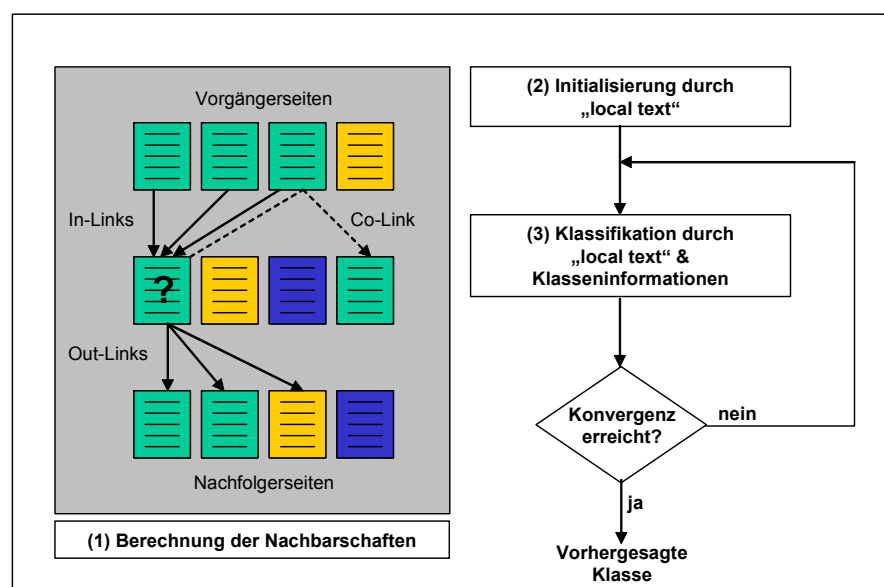 Vorgängerseiten
In-Links
Co-Link
?
Out-Links
Nachfolgerseiten
(1) Berechnung der Nachbarschaften
(2) Initialisierung durch
„local text“
(3) Klassifikation durch
„local text“ &
Klasseninformationen
Konvergenz
erreicht?
nein
ja
Vorhergesagte
Klasse